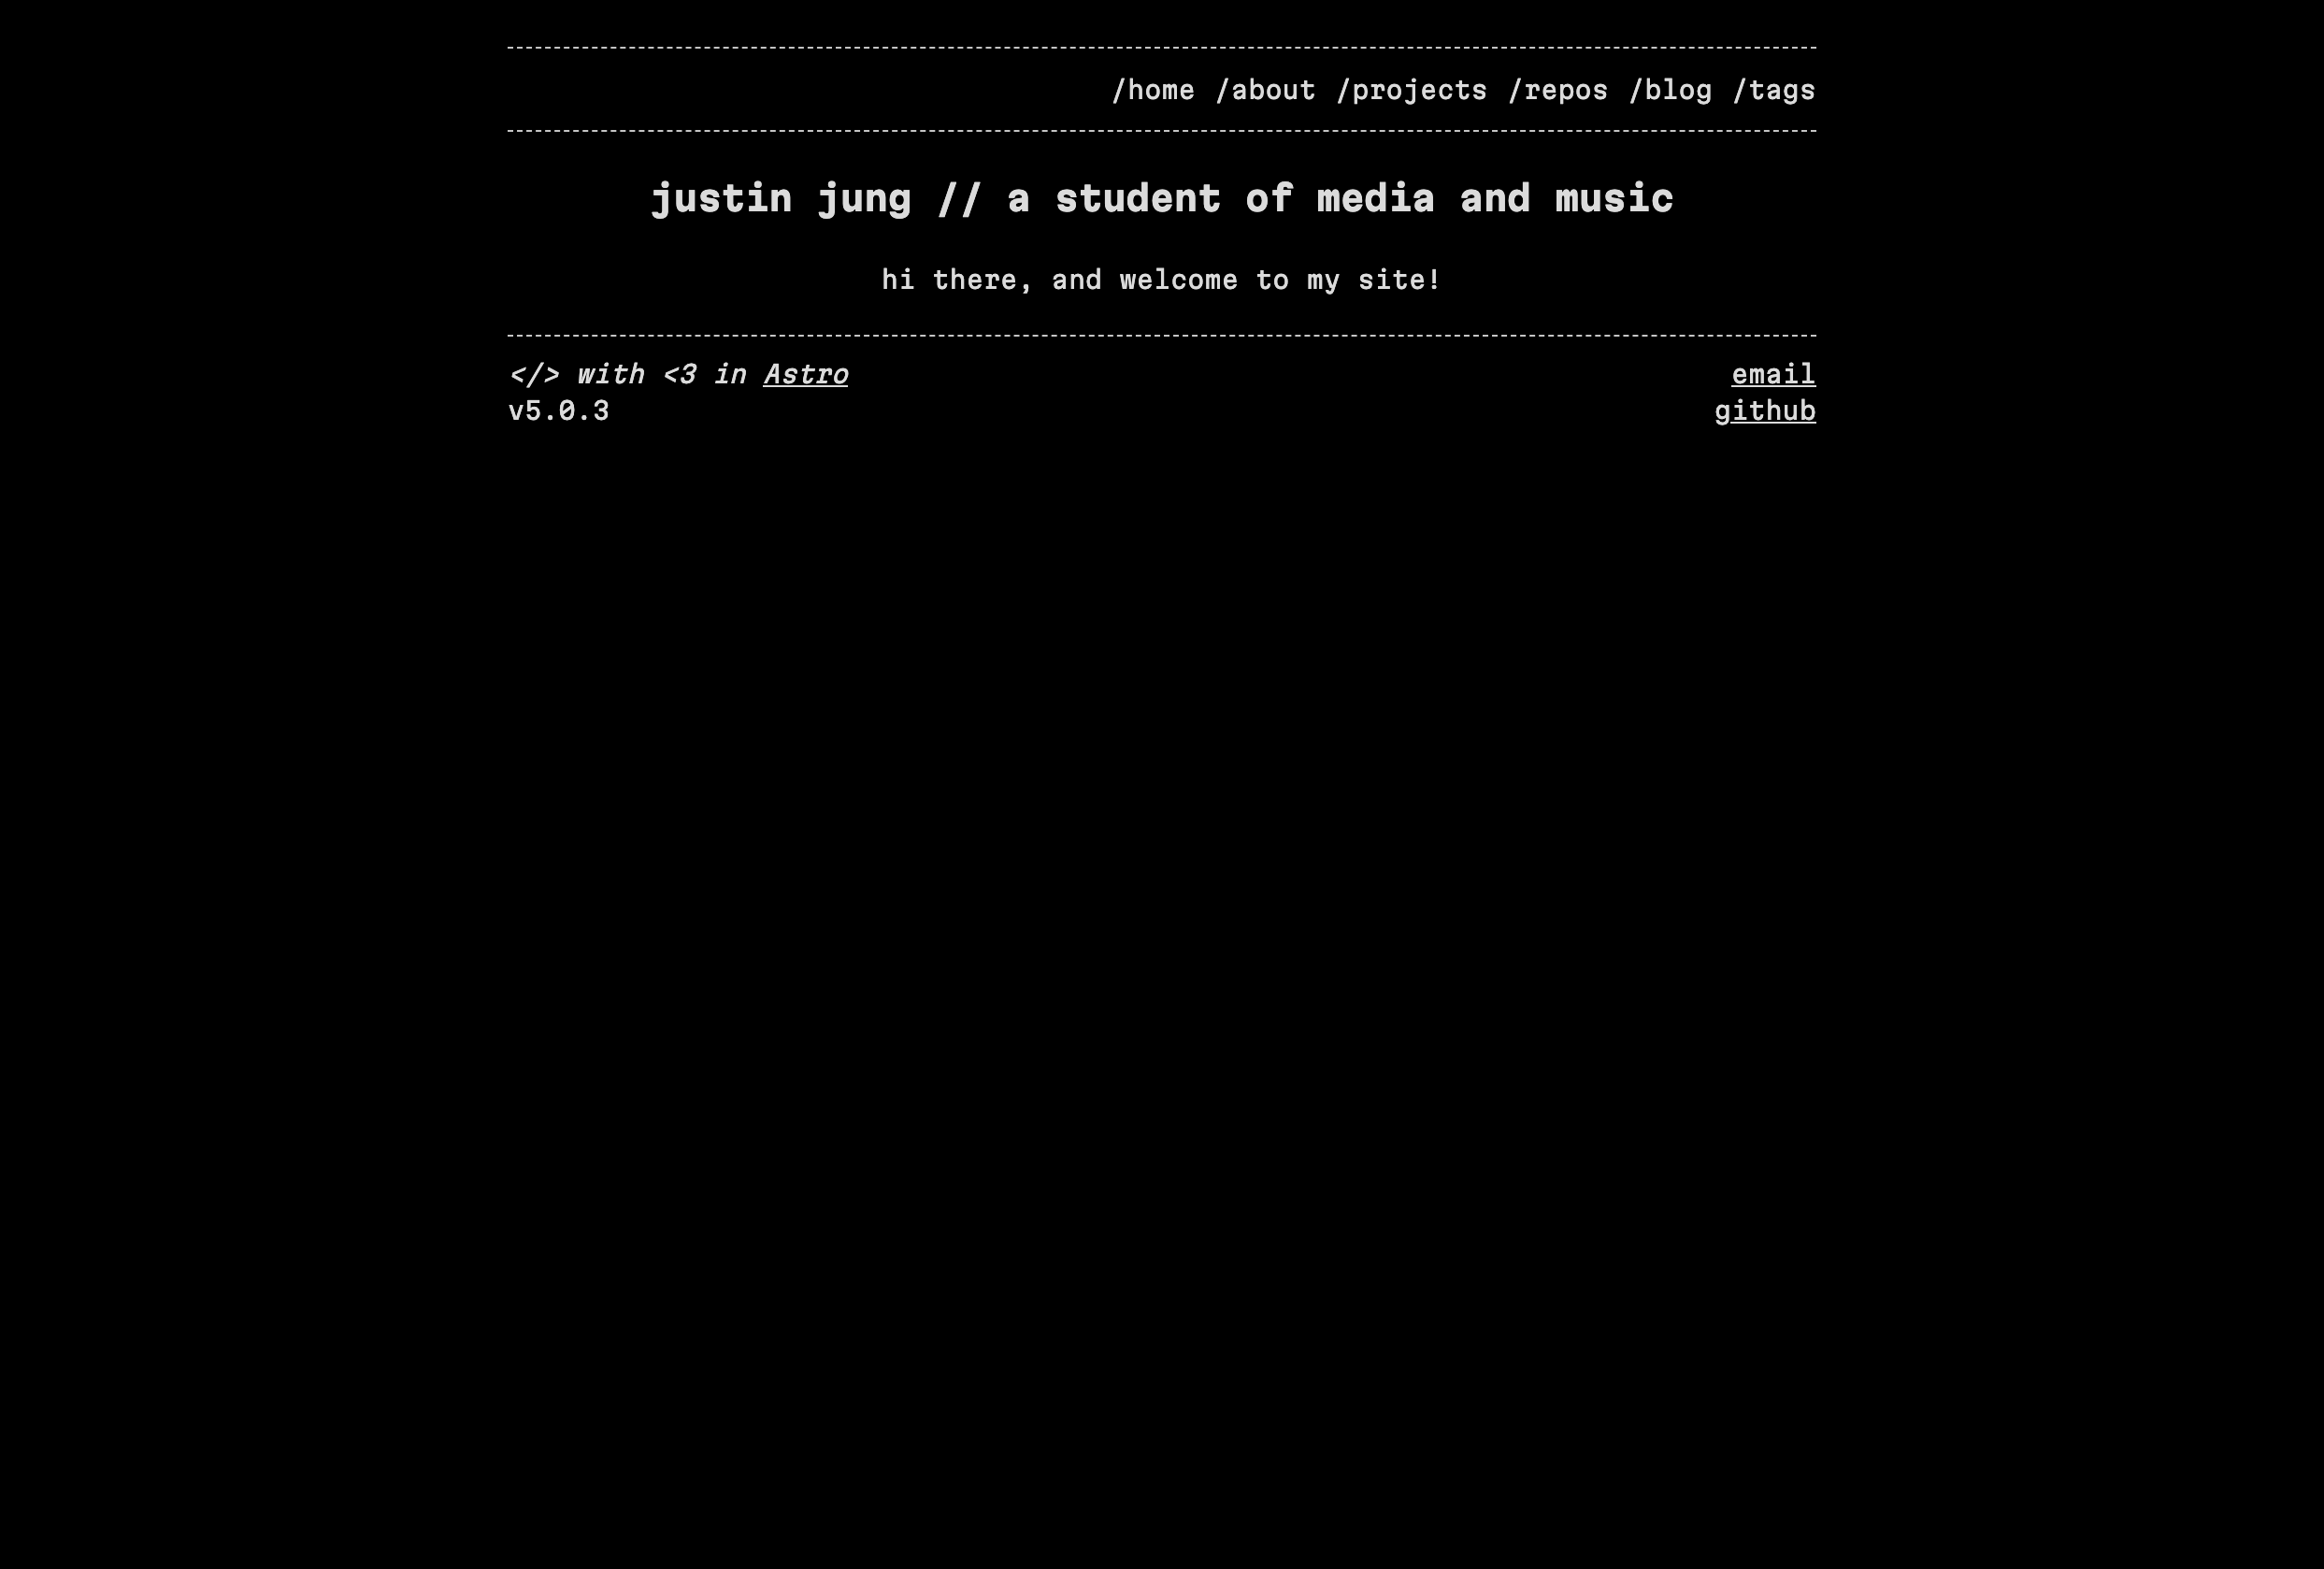 /home /about /projects /repos /blog /tags
justin jung // a student of media and music
hi there, and welcome to my site!
</> with <3 in Astro
email
v5.0.3
github